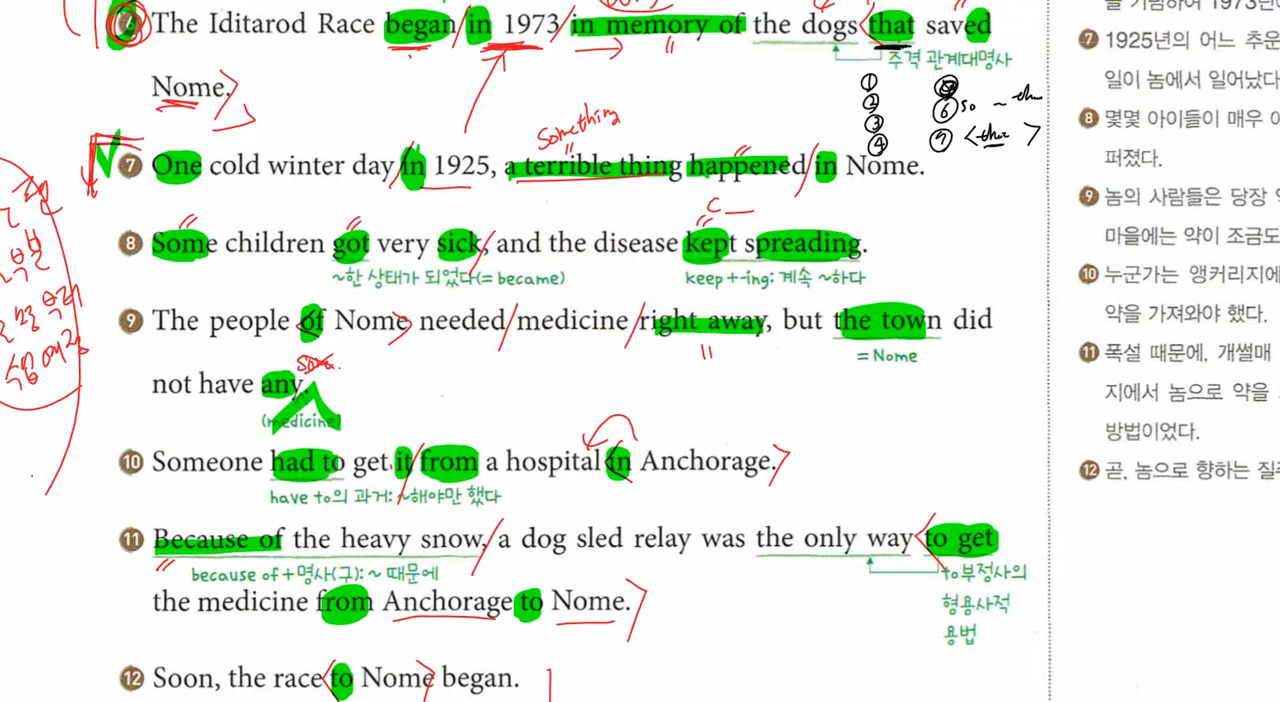 6 The Iditarod Race began in 1973 in memory of the dogs that saved
주격 관계대명사
Nome.
① ② ③ ④ ⑥ so ~ that ⑦ <that >
Something
7 One cold winter day in 1925, a terrible thing happened in Nome.
C
8 Some children got very sick, and the disease kept spreading.
~한 상태가 되었다(= became)
keep+-ing: 계속 ~하다
9 The people of Nome needed medicine right away, but the town did
= Nome
some.
not have any.
(medicine)
10 Someone had to get it from a hospital in Anchorage.
have to의 과거: ~해야만 했다
11 Because of the heavy snow, a dog sled relay was the only way to get
because of+명사(구): ~ 때문에
to부정사의
the medicine from Anchorage to Nome.
형용사적
용법
12 Soon, the race to Nome began.
기념하여 1973년
7 1925년의 어느 추운
일이 놈에서 일어났다
8 몇몇 아이들이 매우
퍼졌다.
9 놈의 사람들은 당장
마을에는 약이 조금도
10 누군가는 앵커리지에
약을 가져와야 했다.
11 폭설 때문에, 개썰매
지에서 놈으로 약을
방법이었다.
12 곧, 놈으로 향하는